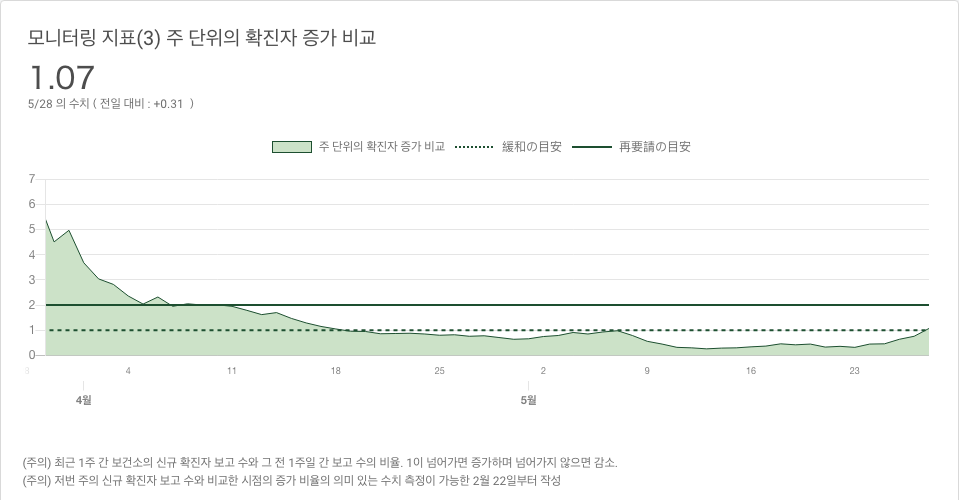 모니터링 지표(3) 주 단위의 확진자 증가 비교
1.07
5/28 의 수치 ( 전일 대비 : +0.31 )
주 단위의 확진자 증가 비교 緩和の目安 再要請の目安
7
6
5
4
3
2
1
0
4 11 18 25 2 9 16 23
4월 5월
(주의) 최근 1주 간 보건소의 신규 확진자 보고 수와 그 전 1주일 간 보고 수의 비율. 1이 넘어가면 증가하며 넘어가지 않으면 감소.
(주의) 저번 주의 신규 확진자 보고 수와 비교한 시점의 증가 비율의 의미 있는 수치 측정이 가능한 2월 22일부터 작성